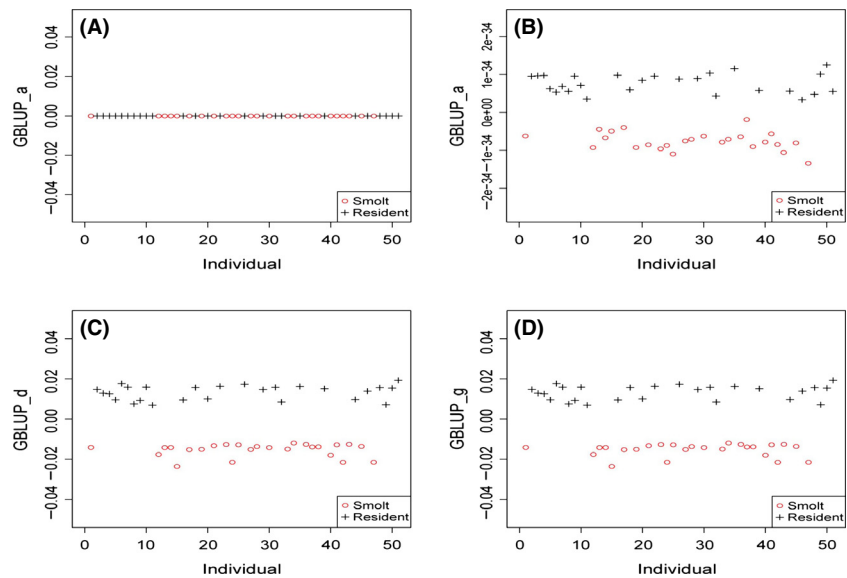 (A)
GBLUP_a
0.04
0.02
0.00
−0.02
−0.04
0 10 20 30 40 50
Individual
Smolt
Resident
(B)
GBLUP_a
2e−34
1e−34
0e+00
−1e−34
−2e−34
0 10 20 30 40 50
Individual
Smolt
Resident
(C)
GBLUP_d
0.04
0.02
0.00
−0.02
−0.04
0 10 20 30 40 50
Individual
Smolt
Resident
(D)
GBLUP_g
0.04
0.02
0.00
−0.02
−0.04
0 10 20 30 40 50
Individual
Smolt
Resident